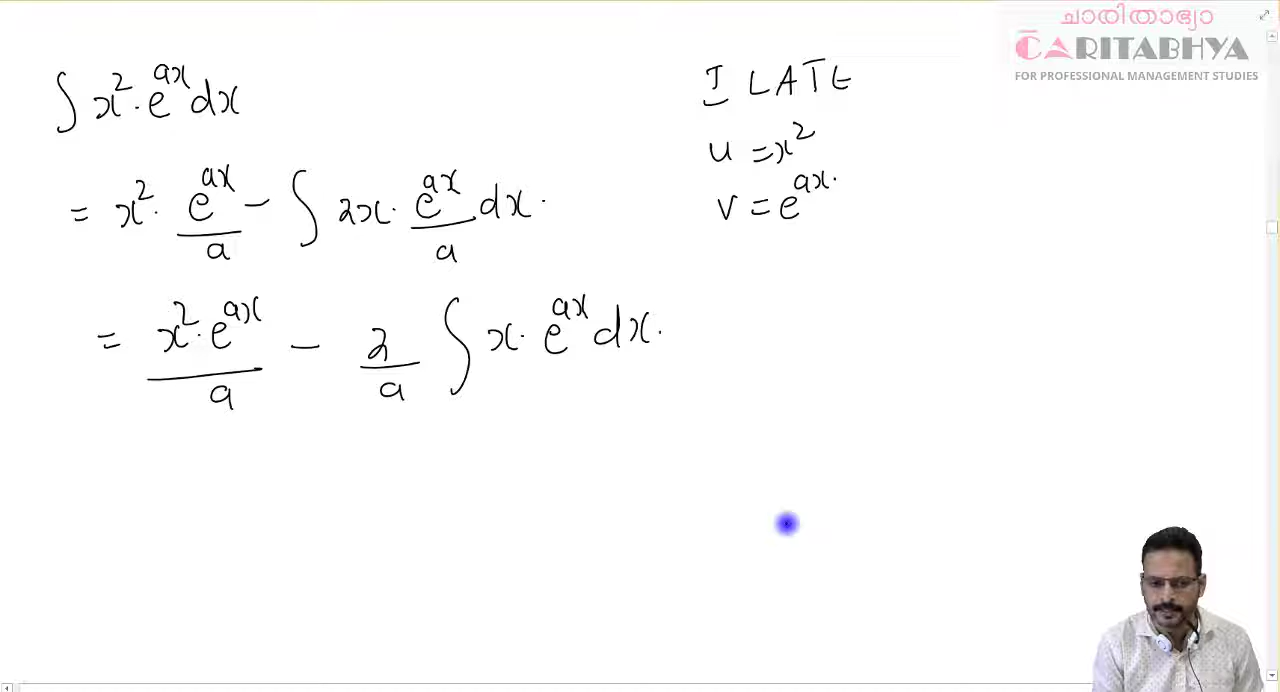 ചാരിതാഭ്യാ
CARITABHYA
FOR PROFESSIONAL MANAGEMENT STUDIES
∫ x² · e^{ax} dx
= x² · e^{ax}/a − ∫ 2x · e^{ax}/a dx.
= x² · e^{ax}/a − 2/a ∫ x · e^{ax} dx.
I LATE
u = x²
v = e^{ax}.